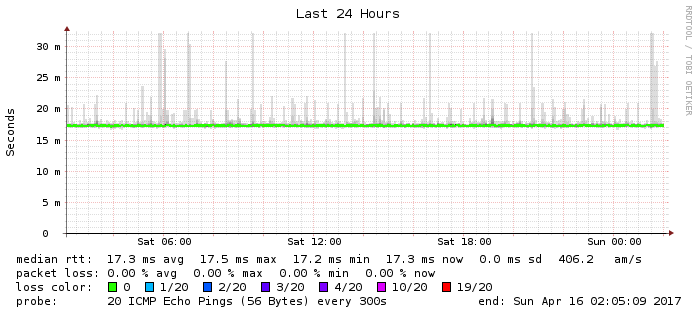 Last 24 Hours
RRDTOOL / TOBI OETIKER
Seconds
30 m
25 m
20 m
15 m
10 m
5 m
0
Sat 06:00 Sat 12:00 Sat 18:00 Sun 00:00
median rtt: 17.3 ms avg 17.5 ms max 17.2 ms min 17.3 ms now 0.0 ms sd 406.2 am/s
packet loss: 0.00 % avg 0.00 % max 0.00 % min 0.00 % now
loss color: 0 1/20 2/20 3/20 4/20 10/20 19/20
probe: 20 ICMP Echo Pings (56 Bytes) every 300s end: Sun Apr 16 02:05:09 2017